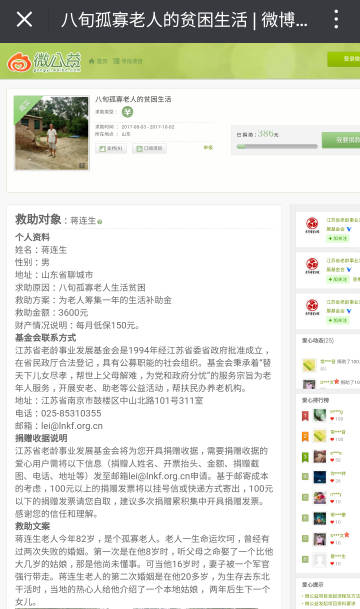 八旬孤寡老人的贫困生活 | 微博...
微公益
首页
八旬孤寡老人的贫困生活
求助时间：2017-08-03 - 2017-10-02
所在地点：山东
已捐款：386元
救助对象：蒋连生
个人资料
姓名：蒋连生
性别：男
地址：山东省聊城市
求助原因：八旬孤寡老人生活贫困
救助方案：为老人筹集一年的生活补助金
救助金额：3600元
财产情况说明：每月低保150元。
基金会联系方式
江苏省老龄事业发展基金会是1994年经江苏省委省政府批准成立，
在省民政厅合法登记，具有公募职能的社会组织。基金会秉承着“替
天下儿女尽孝，帮世上父母解难，为党和政府分忧”的服务宗旨为老
年人服务，开展安老、助老等公益活动，帮扶民办养老机构。
地址：江苏省南京市鼓楼区中山北路101号311室
电话：025-85310355
邮箱：lei@lnkf.org.cn
捐赠收据说明
江苏省老龄事业发展基金会将为您开具捐赠收据，需要捐赠收据的
爱心用户需将以下信息（捐赠人姓名、开票抬头、金额、捐赠截
图、电话、地址等）发至邮箱lei@lnkf.org.cn申请。基于邮寄成本
的考虑，100元以上的捐赠发票将以挂号信或快递方式寄出，100元
以下的捐赠发票请您自取，建议多次捐赠累积集中开具捐赠发票。
感谢您的信任和理解。
救助文案
蒋连生老人今年82岁，是个孤寡老人。老人一生命运坎坷，曾经有
过两次失败的婚姻。第一次是在他8岁时，听父母之命娶了一个比他
大几岁的姑娘，那是他尚未懂事。可当他16岁时，妻子被一个军官
强行带走。蒋连生老人的第二次婚姻是在他20多岁，为生存去东北
干活时，当地的热心人给他介绍了一个本地姑娘，两年后生下一个
女儿。
爱心动态(25)
爱心排行榜
爱心提示